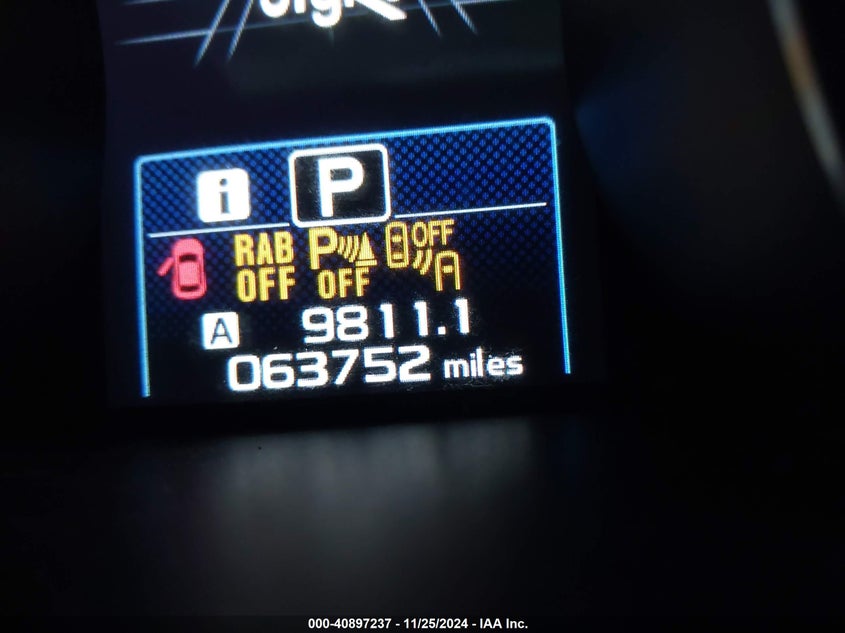 i P
RAB P OFF
OFF OFF
A 9811.1
063752 miles
000-40897237 - 11/25/2024 - IAA Inc.